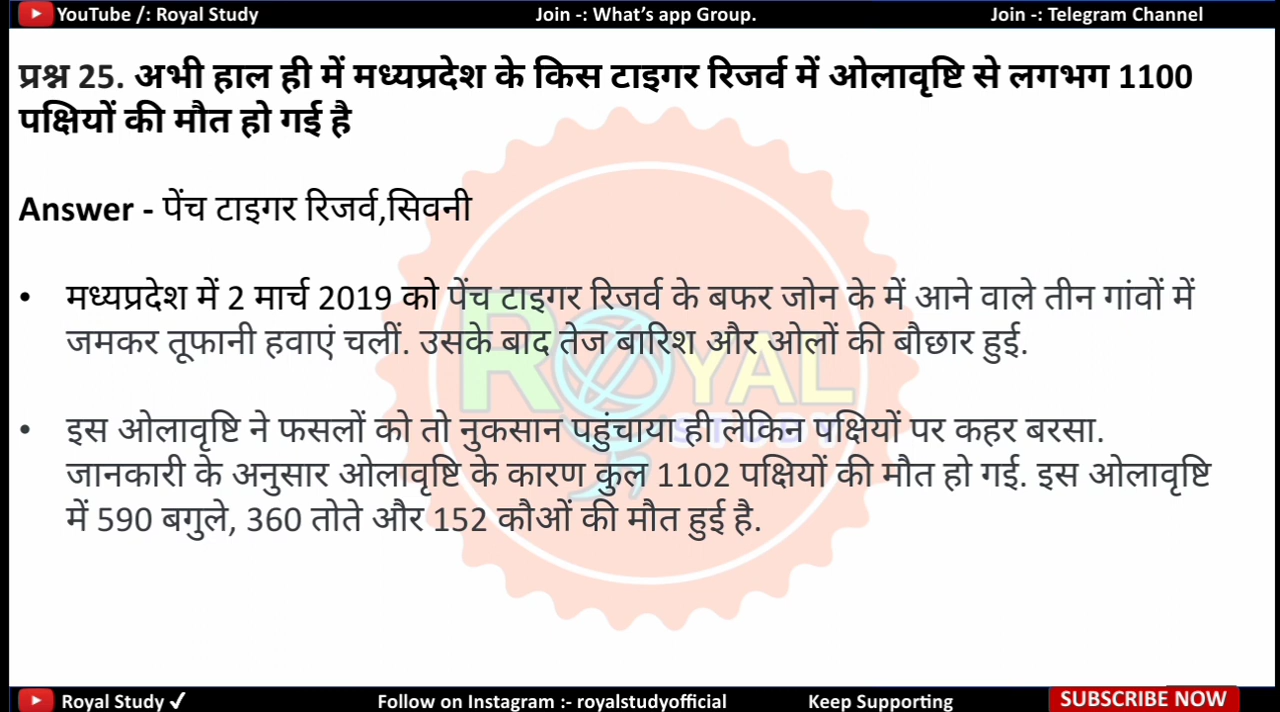 YouTube /: Royal Study Join -: What's app Group. Join -: Telegram Channel
प्रश्न 25. अभी हाल ही में मध्यप्रदेश के किस टाइगर रिजर्व में ओलावृष्टि से लगभग 1100
पक्षियों की मौत हो गई है
Answer - पेंच टाइगर रिजर्व,सिवनी
• मध्यप्रदेश में 2 मार्च 2019 को पेंच टाइगर रिजर्व के बफर जोन के में आने वाले तीन गांवों में
जमकर तूफानी हवाएं चलीं. उसके बाद तेज बारिश और ओलों की बौछार हुई.
• इस ओलावृष्टि ने फसलों को तो नुकसान पहुंचाया ही लेकिन पक्षियों पर कहर बरसा.
जानकारी के अनुसार ओलावृष्टि के कारण कुल 1102 पक्षियों की मौत हो गई. इस ओलावृष्टि
में 590 बगुले, 360 तोते और 152 कौओं की मौत हुई है.
ROYAL
STUDY
Royal Study ✓ Follow on Instagram :- royalstudyofficial Keep Supporting SUBSCRIBE NOW